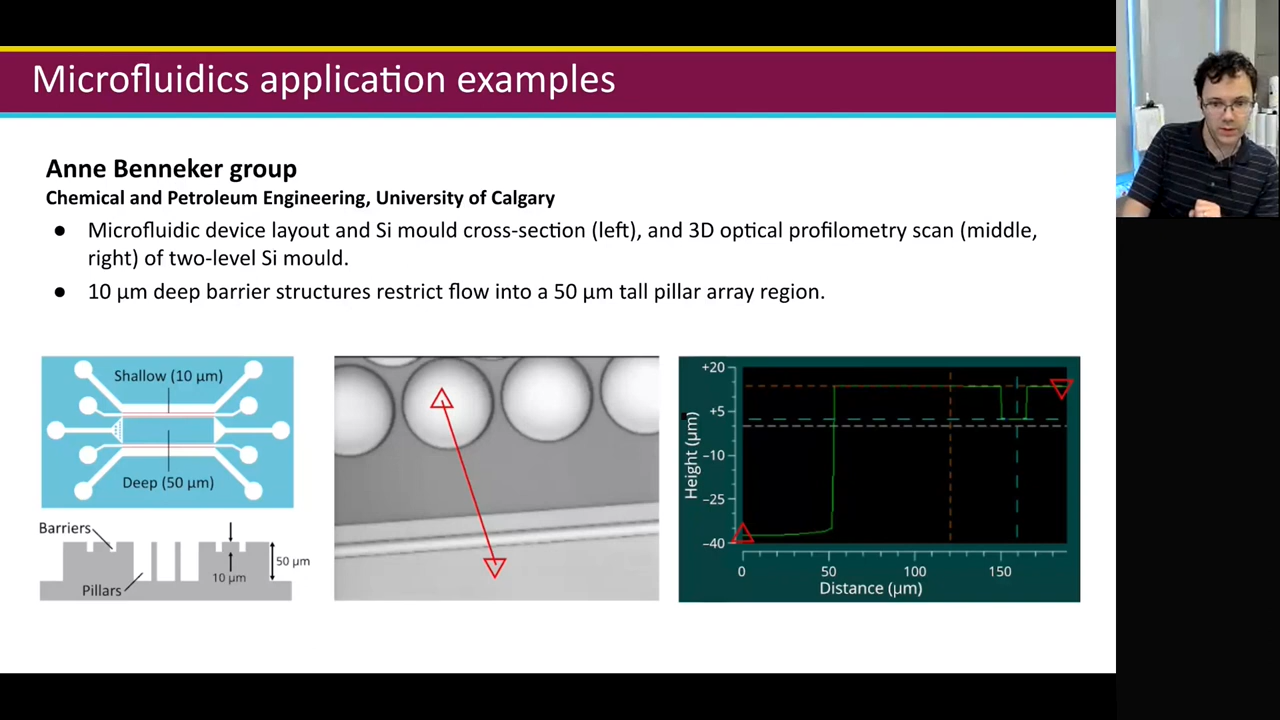 Microfluidics application examples
Anne Benneker group
Chemical and Petroleum Engineering, University of Calgary
● Microfluidic device layout and Si mould cross-section (left), and 3D optical profilometry scan (middle,
right) of two-level Si mould.
● 10 µm deep barrier structures restrict flow into a 50 µm tall pillar array region.
Shallow (10 µm)
Deep (50 µm)
Barriers
50 µm
10 µm
Pillars
+20
+5
−10
−25
−40
Height (µm)
0 50 100 150
Distance (µm)